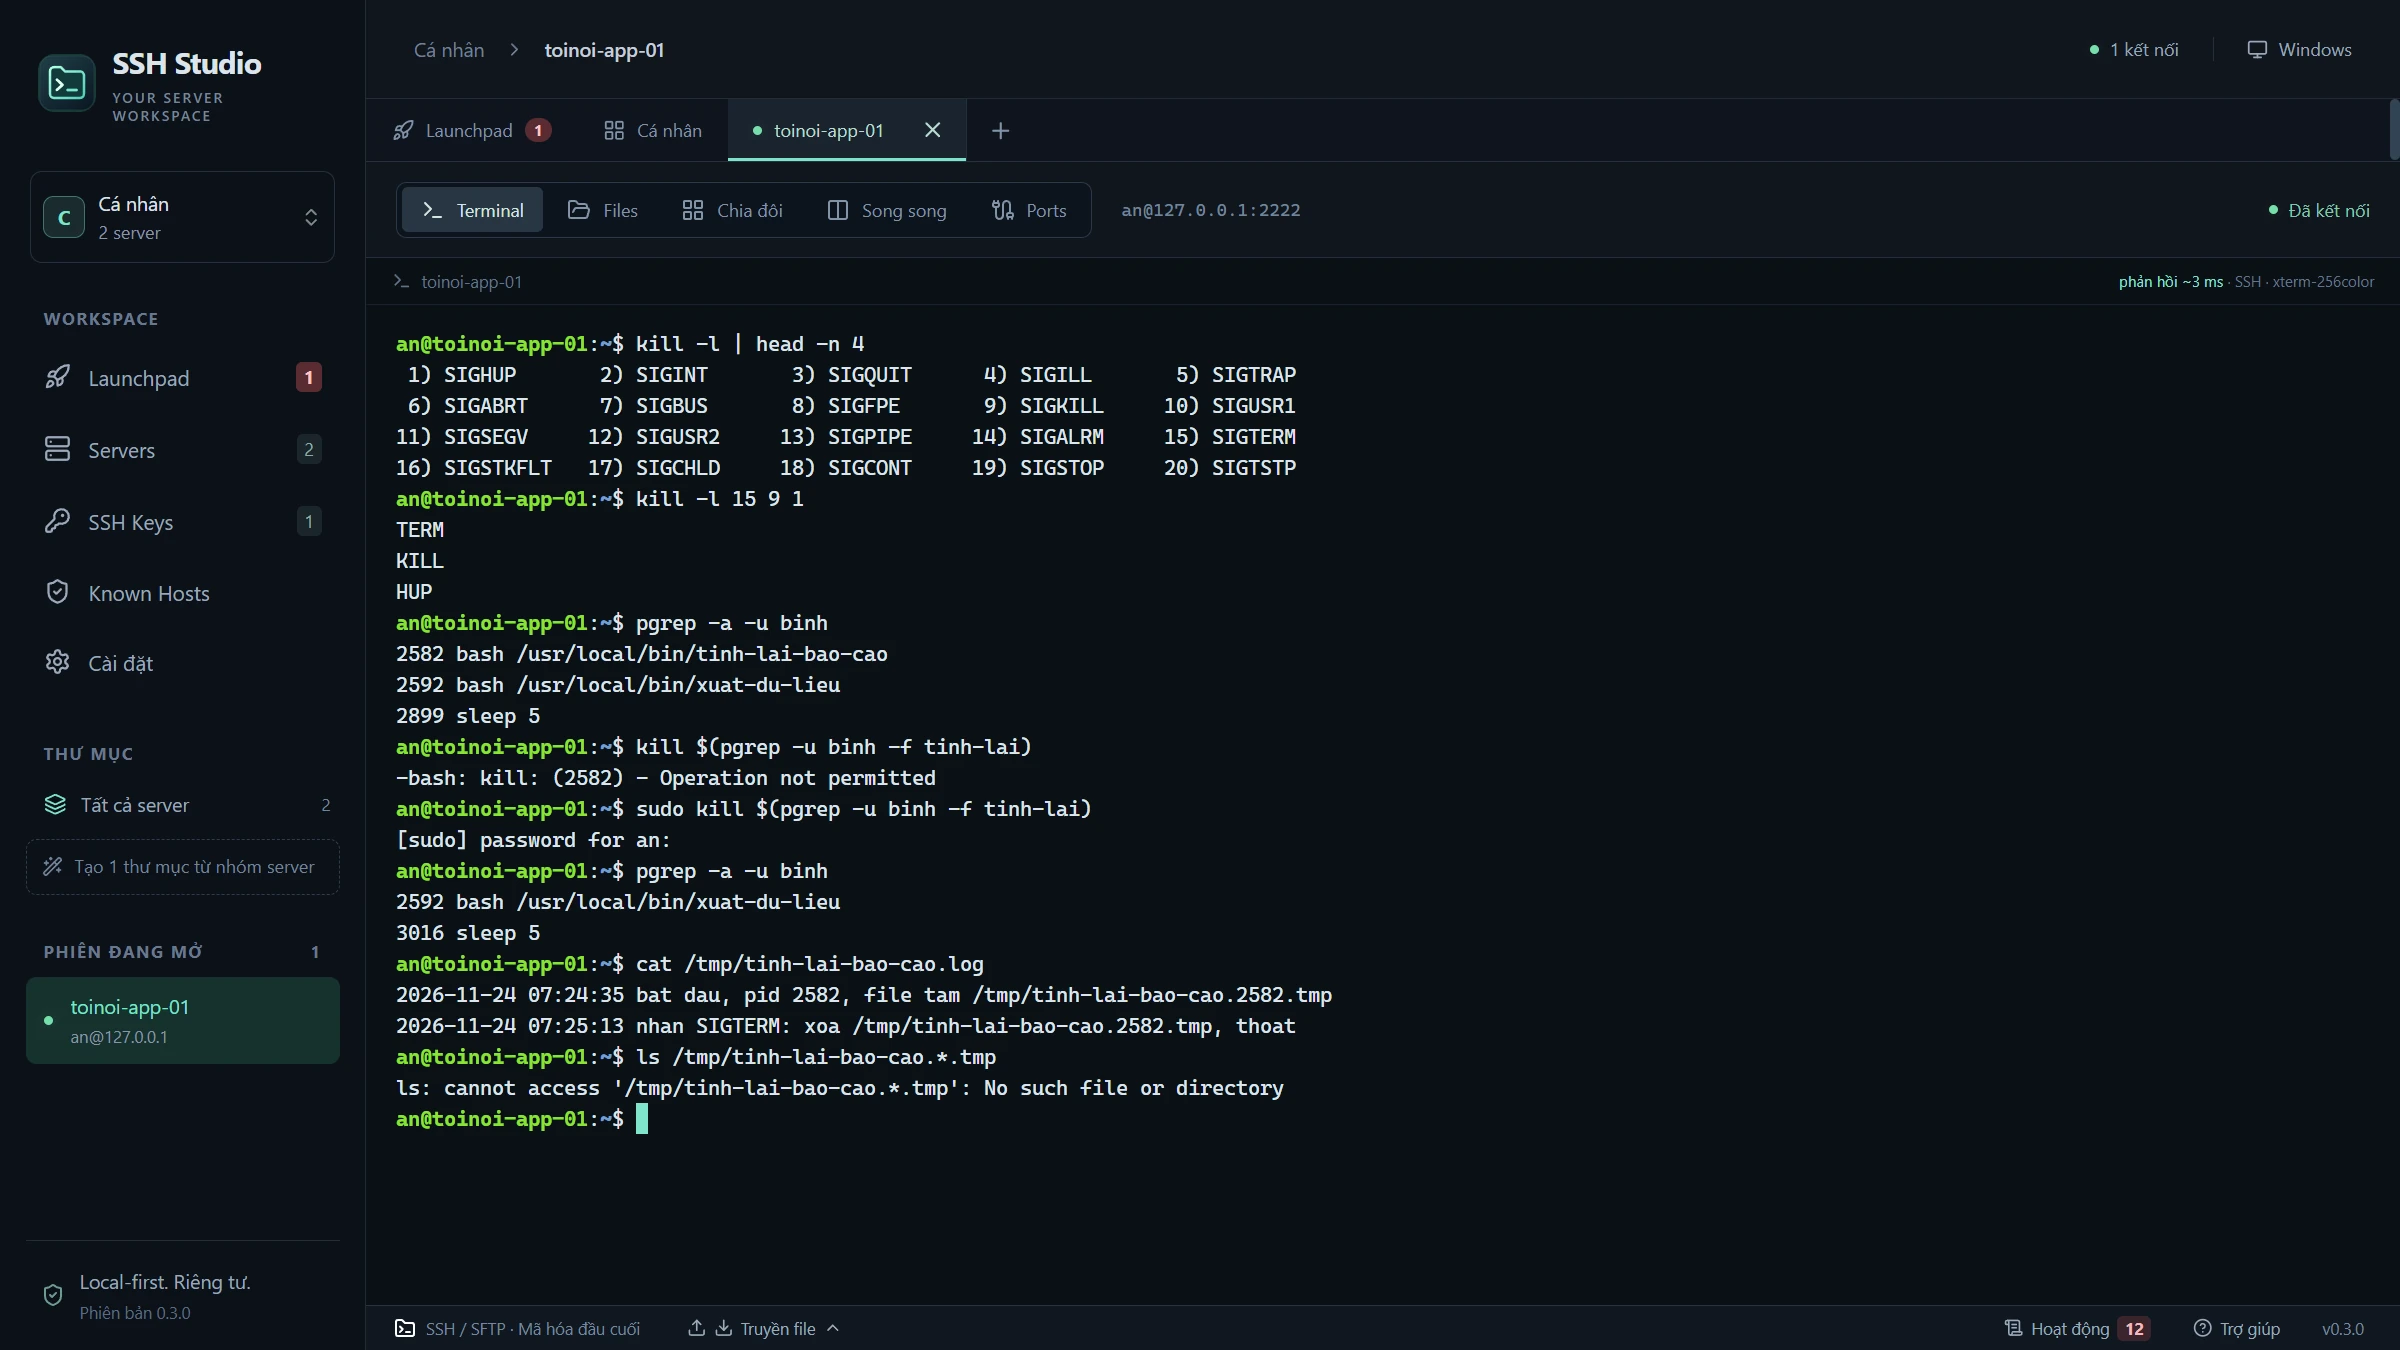 SSH Studio
YOUR SERVER
WORKSPACE
C
Cá nhân
2 server
WORKSPACE
Launchpad 1
Servers 2
SSH Keys 1
Known Hosts
Cài đặt
THƯ MỤC
Tất cả server 2
Tạo 1 thư mục từ nhóm server
PHIÊN ĐANG MỞ 1
toinoi-app-01
an@127.0.0.1
Local-first. Riêng tư.
Phiên bản 0.3.0
Cá nhân > toinoi-app-01
1 kết nối
Windows
Launchpad 1
Cá nhân
toinoi-app-01
Terminal
Files
Chia đôi
Song song
Ports
an@127.0.0.1:2222
Đã kết nối
toinoi-app-01
phản hồi ~3 ms · SSH · xterm-256color
an@toinoi-app-01:~$ kill -l | head -n 4
 1) SIGHUP       2) SIGINT       3) SIGQUIT      4) SIGILL       5) SIGTRAP
 6) SIGABRT      7) SIGBUS       8) SIGFPE       9) SIGKILL     10) SIGUSR1
11) SIGSEGV     12) SIGUSR2     13) SIGPIPE     14) SIGALRM     15) SIGTERM
16) SIGSTKFLT   17) SIGCHLD     18) SIGCONT     19) SIGSTOP     20) SIGTSTP
an@toinoi-app-01:~$ kill -l 15 9 1
TERM
KILL
HUP
an@toinoi-app-01:~$ pgrep -a -u binh
2582 bash /usr/local/bin/tinh-lai-bao-cao
2592 bash /usr/local/bin/xuat-du-lieu
2899 sleep 5
an@toinoi-app-01:~$ kill $(pgrep -u binh -f tinh-lai)
-bash: kill: (2582) - Operation not permitted
an@toinoi-app-01:~$ sudo kill $(pgrep -u binh -f tinh-lai)
[sudo] password for an:
an@toinoi-app-01:~$ pgrep -a -u binh
2592 bash /usr/local/bin/xuat-du-lieu
3016 sleep 5
an@toinoi-app-01:~$ cat /tmp/tinh-lai-bao-cao.log
2026-11-24 07:24:35 bat dau, pid 2582, file tam /tmp/tinh-lai-bao-cao.2582.tmp
2026-11-24 07:25:13 nhan SIGTERM: xoa /tmp/tinh-lai-bao-cao.2582.tmp, thoat
an@toinoi-app-01:~$ ls /tmp/tinh-lai-bao-cao.*.tmp
ls: cannot access '/tmp/tinh-lai-bao-cao.*.tmp': No such file or directory
an@toinoi-app-01:~$
SSH / SFTP · Mã hóa đầu cuối
Truyền file
Hoạt động 12
Trợ giúp
v0.3.0